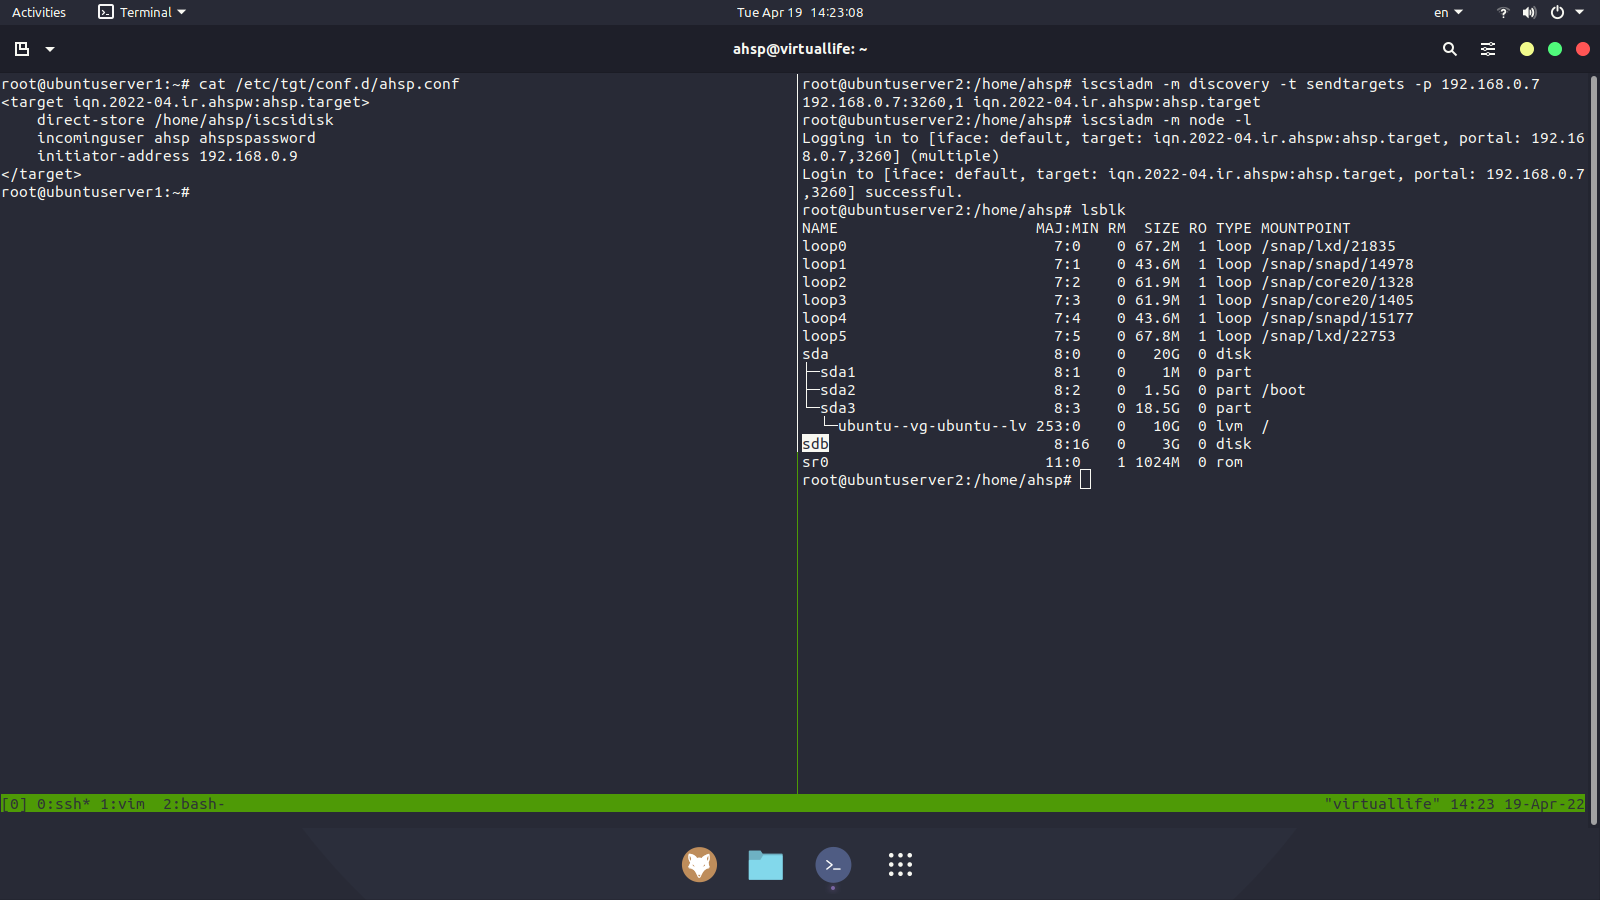 Activities Terminal Tue Apr 19 14:23:08 en
ahsp@virtuallife: ~
root@ubuntuserver1:~# cat /etc/tgt/conf.d/ahsp.conf
<target iqn.2022-04.ir.ahspw:ahsp.target>
    direct-store /home/ahsp/iscsidisk
    incominguser ahsp ahspspassword
    initiator-address 192.168.0.9
</target>
root@ubuntuserver1:~#
root@ubuntuserver2:/home/ahsp# iscsiadm -m discovery -t sendtargets -p 192.168.0.7
192.168.0.7:3260,1 iqn.2022-04.ir.ahspw:ahsp.target
root@ubuntuserver2:/home/ahsp# iscsiadm -m node -l
Logging in to [iface: default, target: iqn.2022-04.ir.ahspw:ahsp.target, portal: 192.16
8.0.7,3260] (multiple)
Login to [iface: default, target: iqn.2022-04.ir.ahspw:ahsp.target, portal: 192.168.0.7
,3260] successful.
root@ubuntuserver2:/home/ahsp# lsblk
NAME                      MAJ:MIN RM  SIZE RO TYPE MOUNTPOINT
loop0                       7:0    0 67.2M  1 loop /snap/lxd/21835
loop1                       7:1    0 43.6M  1 loop /snap/snapd/14978
loop2                       7:2    0 61.9M  1 loop /snap/core20/1328
loop3                       7:3    0 61.9M  1 loop /snap/core20/1405
loop4                       7:4    0 43.6M  1 loop /snap/snapd/15177
loop5                       7:5    0 67.8M  1 loop /snap/lxd/22753
sda                         8:0    0   20G  0 disk
├─sda1                      8:1    0    1M  0 part
├─sda2                      8:2    0  1.5G  0 part /boot
└─sda3                      8:3    0 18.5G  0 part
  └─ubuntu--vg-ubuntu--lv 253:0    0   10G  0 lvm  /
sdb                         8:16   0    3G  0 disk
sr0                        11:0    1 1024M  0 rom
root@ubuntuserver2:/home/ahsp#
[0] 0:ssh* 1:vim  2:bash- "virtuallife" 14:23 19-Apr-22